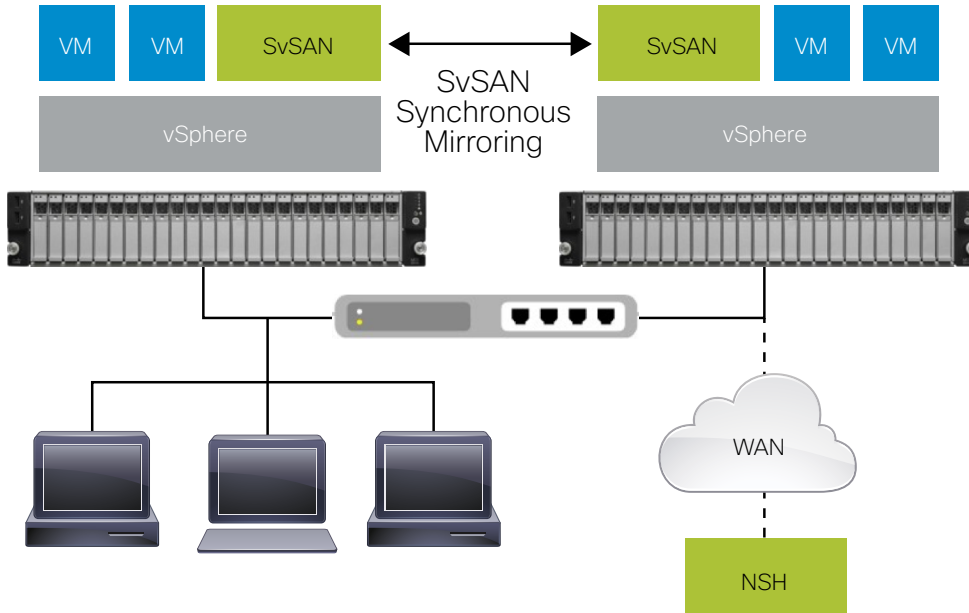 VM
VM
SvSAN
SvSAN
VM
VM
SvSAN
Synchronous
Mirroring
vSphere
vSphere
WAN
NSH